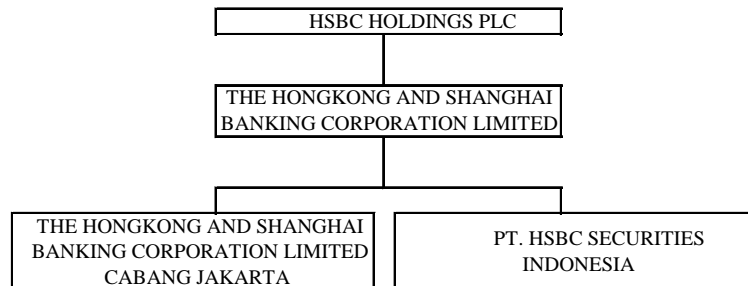 HSBC HOLDINGS PLC
THE HONGKONG AND SHANGHAI
BANKING CORPORATION LIMITED
THE HONGKONG AND SHANGHAI
BANKING CORPORATION LIMITED
CABANG JAKARTA
PT. HSBC SECURITIES
INDONESIA